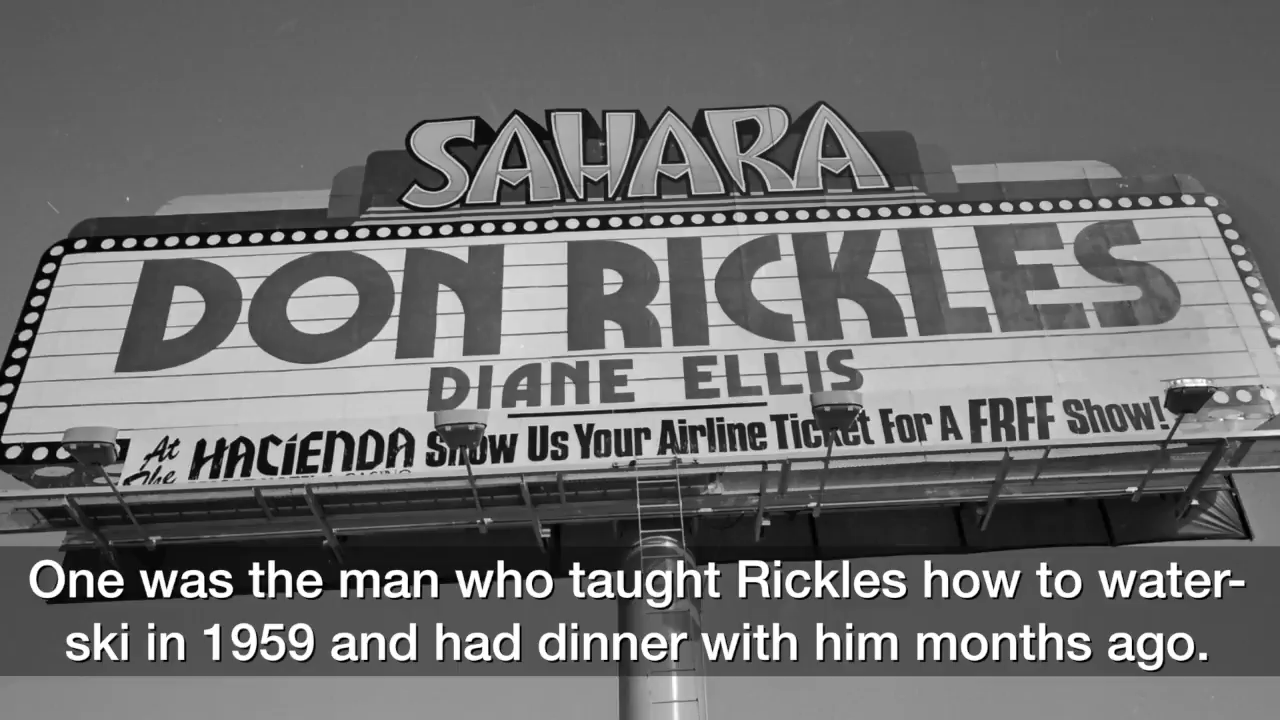 SAHARA
DON RICKLES
DIANE ELLIS
At The HACIENDA Show Us Your Airline Ticket For A FREE Show!
One was the man who taught Rickles how to water-
ski in 1959 and had dinner with him months ago.